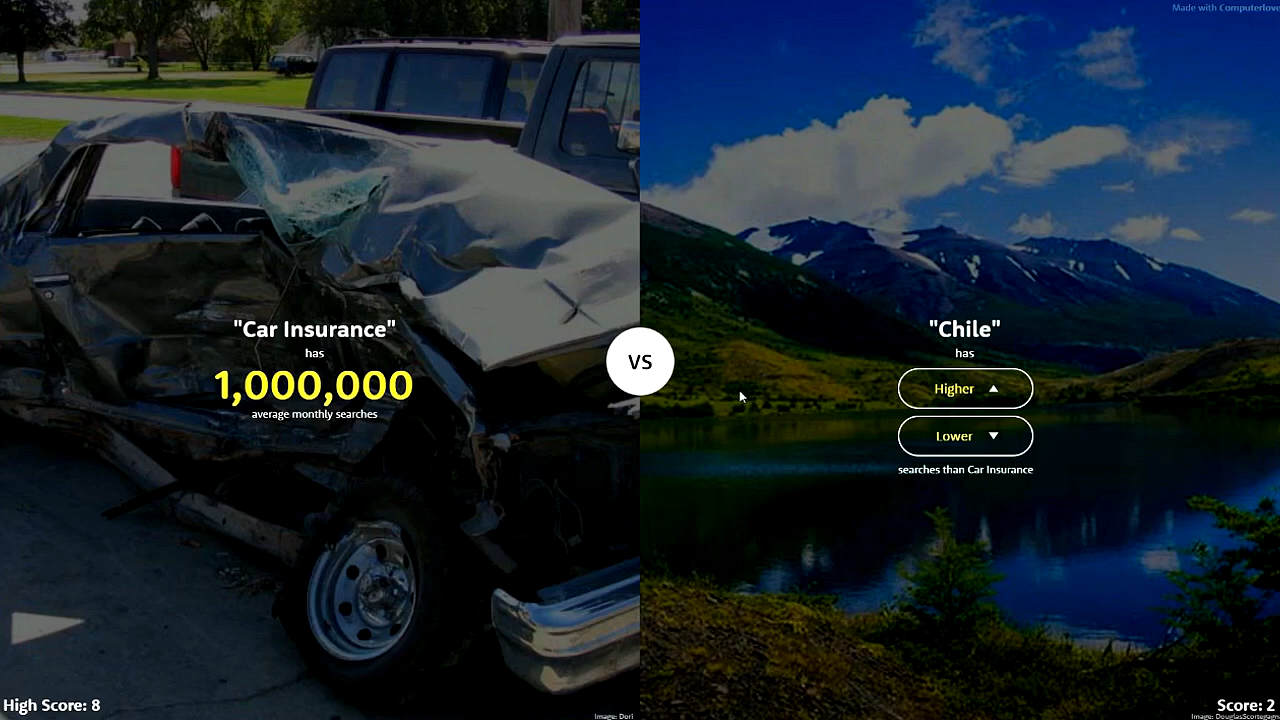 Made with Computerlove
"Car Insurance"
has
1,000,000
average monthly searches
VS
"Chile"
has
Higher ▲
Lower ▼
searches than Car Insurance
High Score: 8
Image: Dori
Score: 2